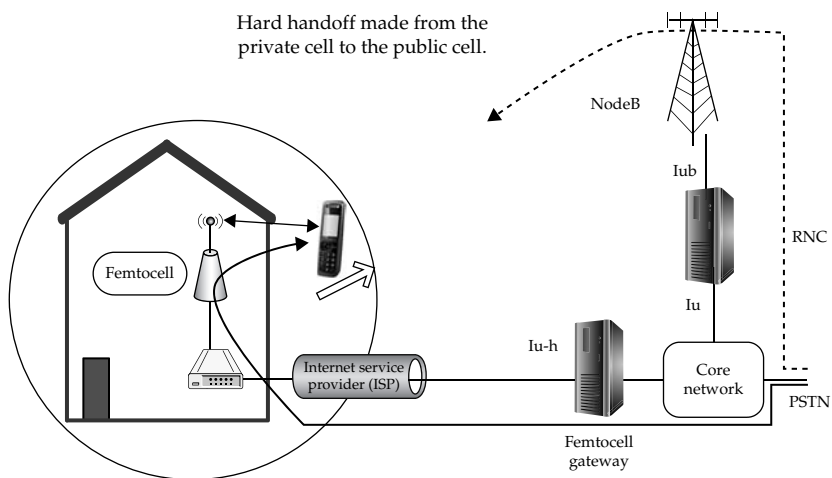 Hard handoff made from the
private cell to the public cell.
NodeB
Iub
RNC
Femtocell
Iu
Iu-h
Internet service
provider (ISP)
Core
network
PSTN
Femtocell
gateway